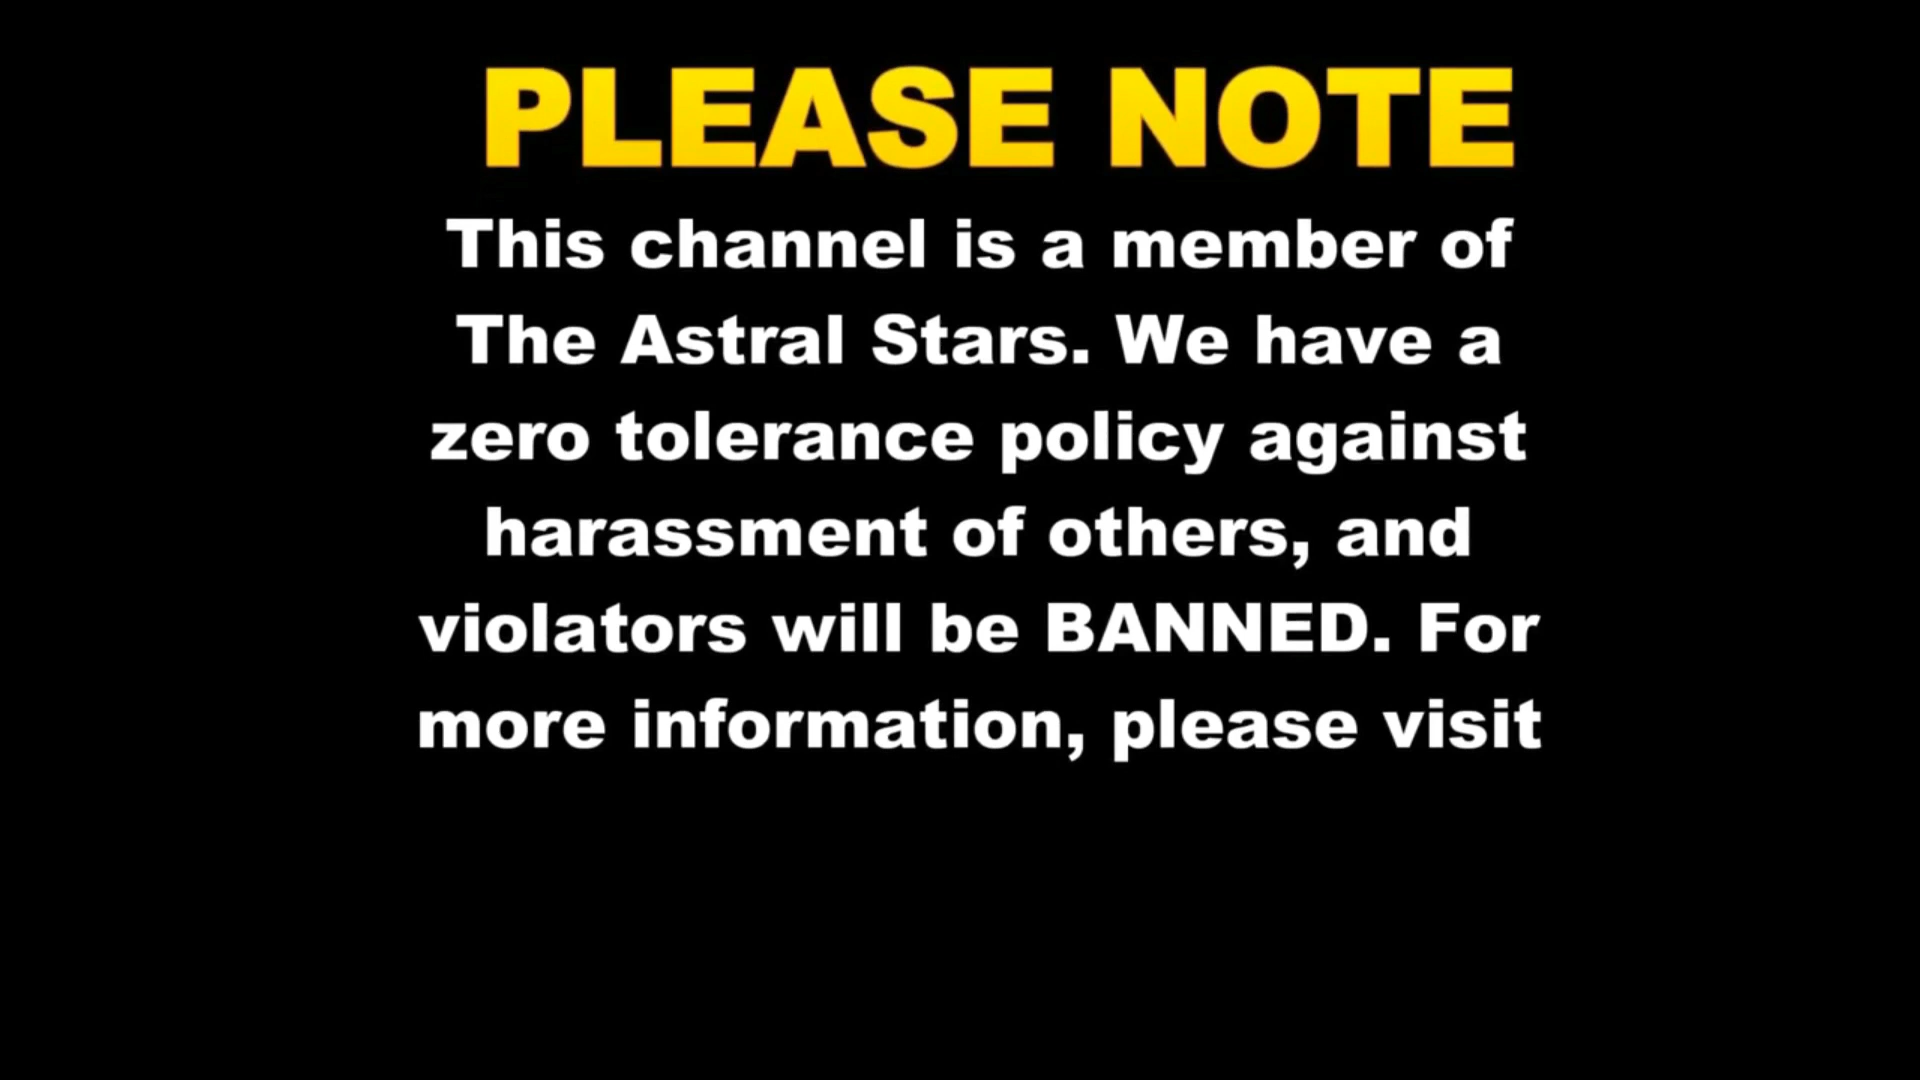 PLEASE NOTE
This channel is a member of
The Astral Stars. We have a
zero tolerance policy against
harassment of others, and
violators will be BANNED. For
more information, please visit